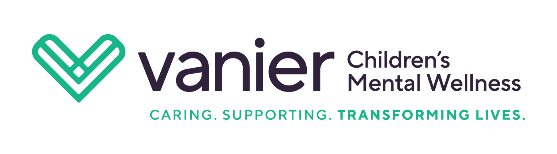 vanier
Children's
Mental Wellness
CARING. SUPPORTING. TRANSFORMING LIVES.